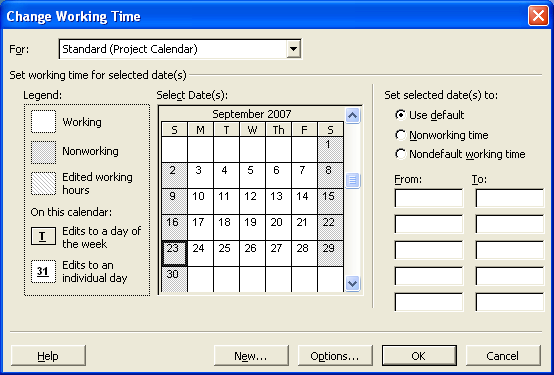 Change Working Time
For: Standard (Project Calendar)
Set working time for selected date(s)
Legend:
Working
Nonworking
Edited working
hours
On this calendar:
T Edits to a day of
the week
31 Edits to an
individual day
Select Date(s):
September 2007
S M T W Th F S
1
2 3 4 5 6 7 8
9 10 11 12 13 14 15
16 17 18 19 20 21 22
23 24 25 26 27 28 29
30
Set selected date(s) to:
Use default
Nonworking time
Nondefault working time
From: To:
Help New... Options... OK Cancel